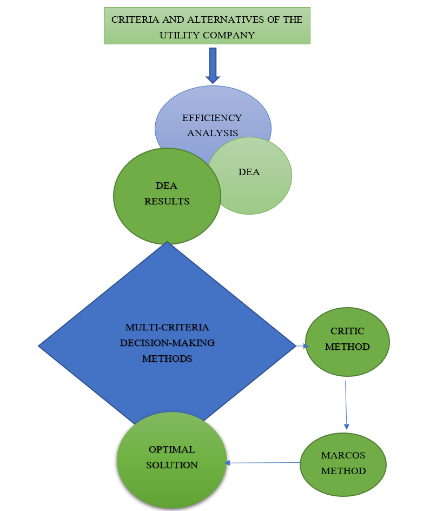 CRITERIA AND ALTERNATIVES OF THE
UTILITY COMPANY
EFFICIENCY
ANALYSIS
DEA
DEA
RESULTS
MULTI-CRITERIA
DECISION-MAKING
METHODS
CRITIC
METHOD
MARCOS
METHOD
OPTIMAL
SOLUTION